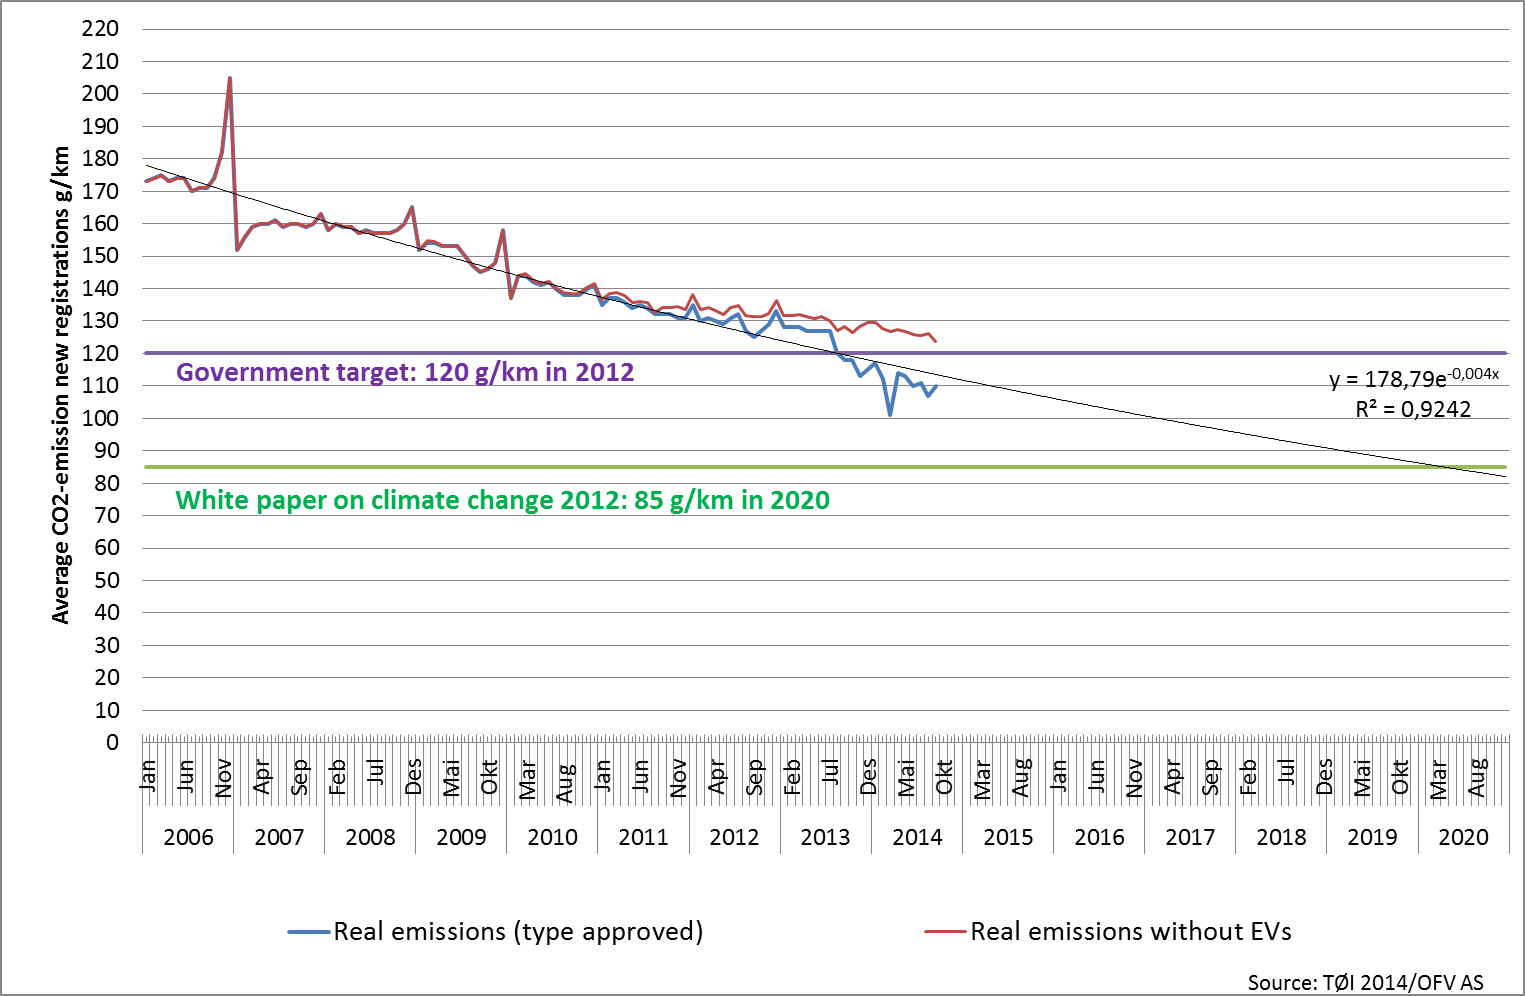 220
210
200
190
180
170
160
150
140
130
120
110
100
90
80
70
60
50
40
30
20
10
0
Average CO2-emission new registrations g/km
Government target: 120 g/km in 2012
y = 178,79e^-0,004x
R² = 0,9242
White paper on climate change 2012: 85 g/km in 2020
Jan Jun Nov Apr Sep Feb Jul Des Mai Okt Mar Aug Jan Jun Nov Apr Sep Feb Jul Des Mai Okt Mar Aug Jan Jun Nov Apr Sep Feb Jul Des Mai Okt Mar Aug
2006 2007 2008 2009 2010 2011 2012 2013 2014 2015 2016 2017 2018 2019 2020
Real emissions (type approved) Real emissions without EVs
Source: TØI 2014/OFV AS